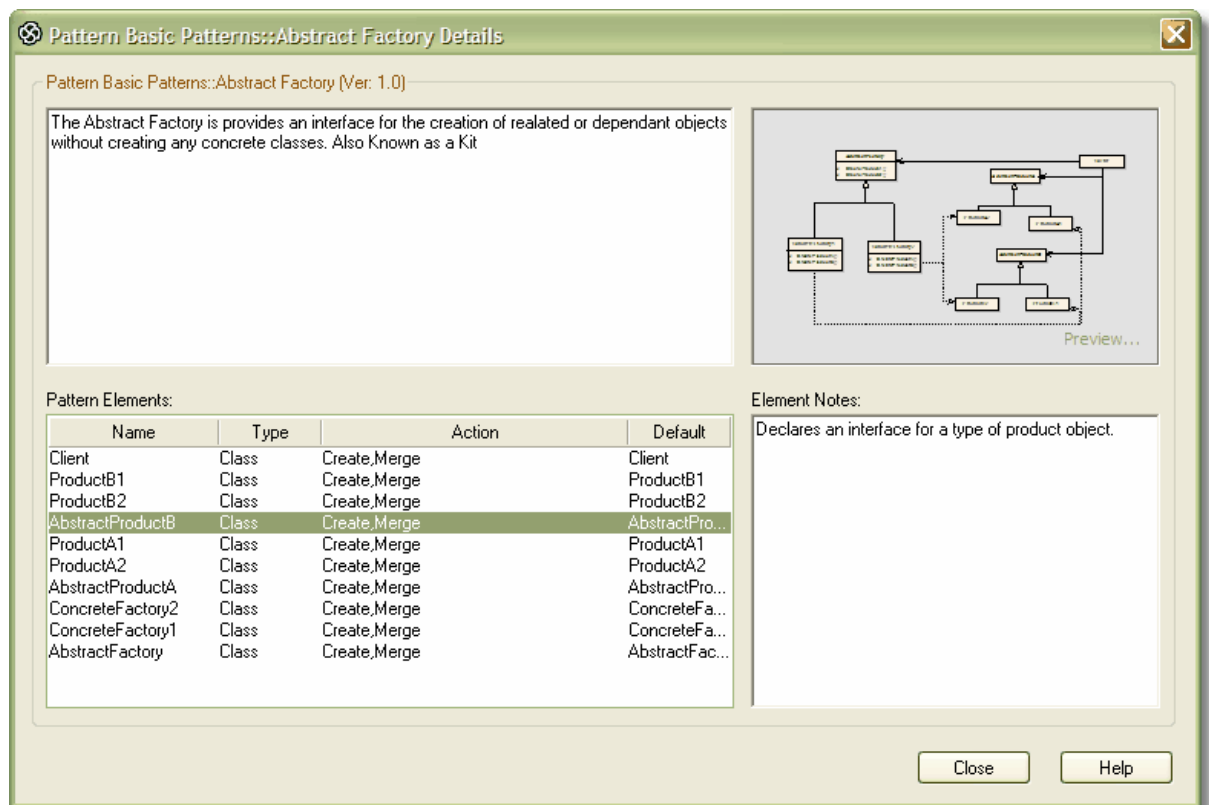 Pattern Basic Patterns::Abstract Factory Details
Pattern Basic Patterns::Abstract Factory (Ver: 1.0)
The Abstract Factory is provides an interface for the creation of realated or dependant objects
without creating any concrete classes. Also Known as a Kit
Preview...
Pattern Elements:
Element Notes:
Name Type Action Default
Declares an interface for a type of product object.
Client Class Create,Merge Client
ProductB1 Class Create,Merge ProductB1
ProductB2 Class Create,Merge ProductB2
AbstractProductB Class Create,Merge AbstractPro...
ProductA1 Class Create,Merge ProductA1
ProductA2 Class Create,Merge ProductA2
AbstractProductA Class Create,Merge AbstractPro...
ConcreteFactory2 Class Create,Merge ConcreteFa...
ConcreteFactory1 Class Create,Merge ConcreteFa...
AbstractFactory Class Create,Merge AbstractFac...
Close Help